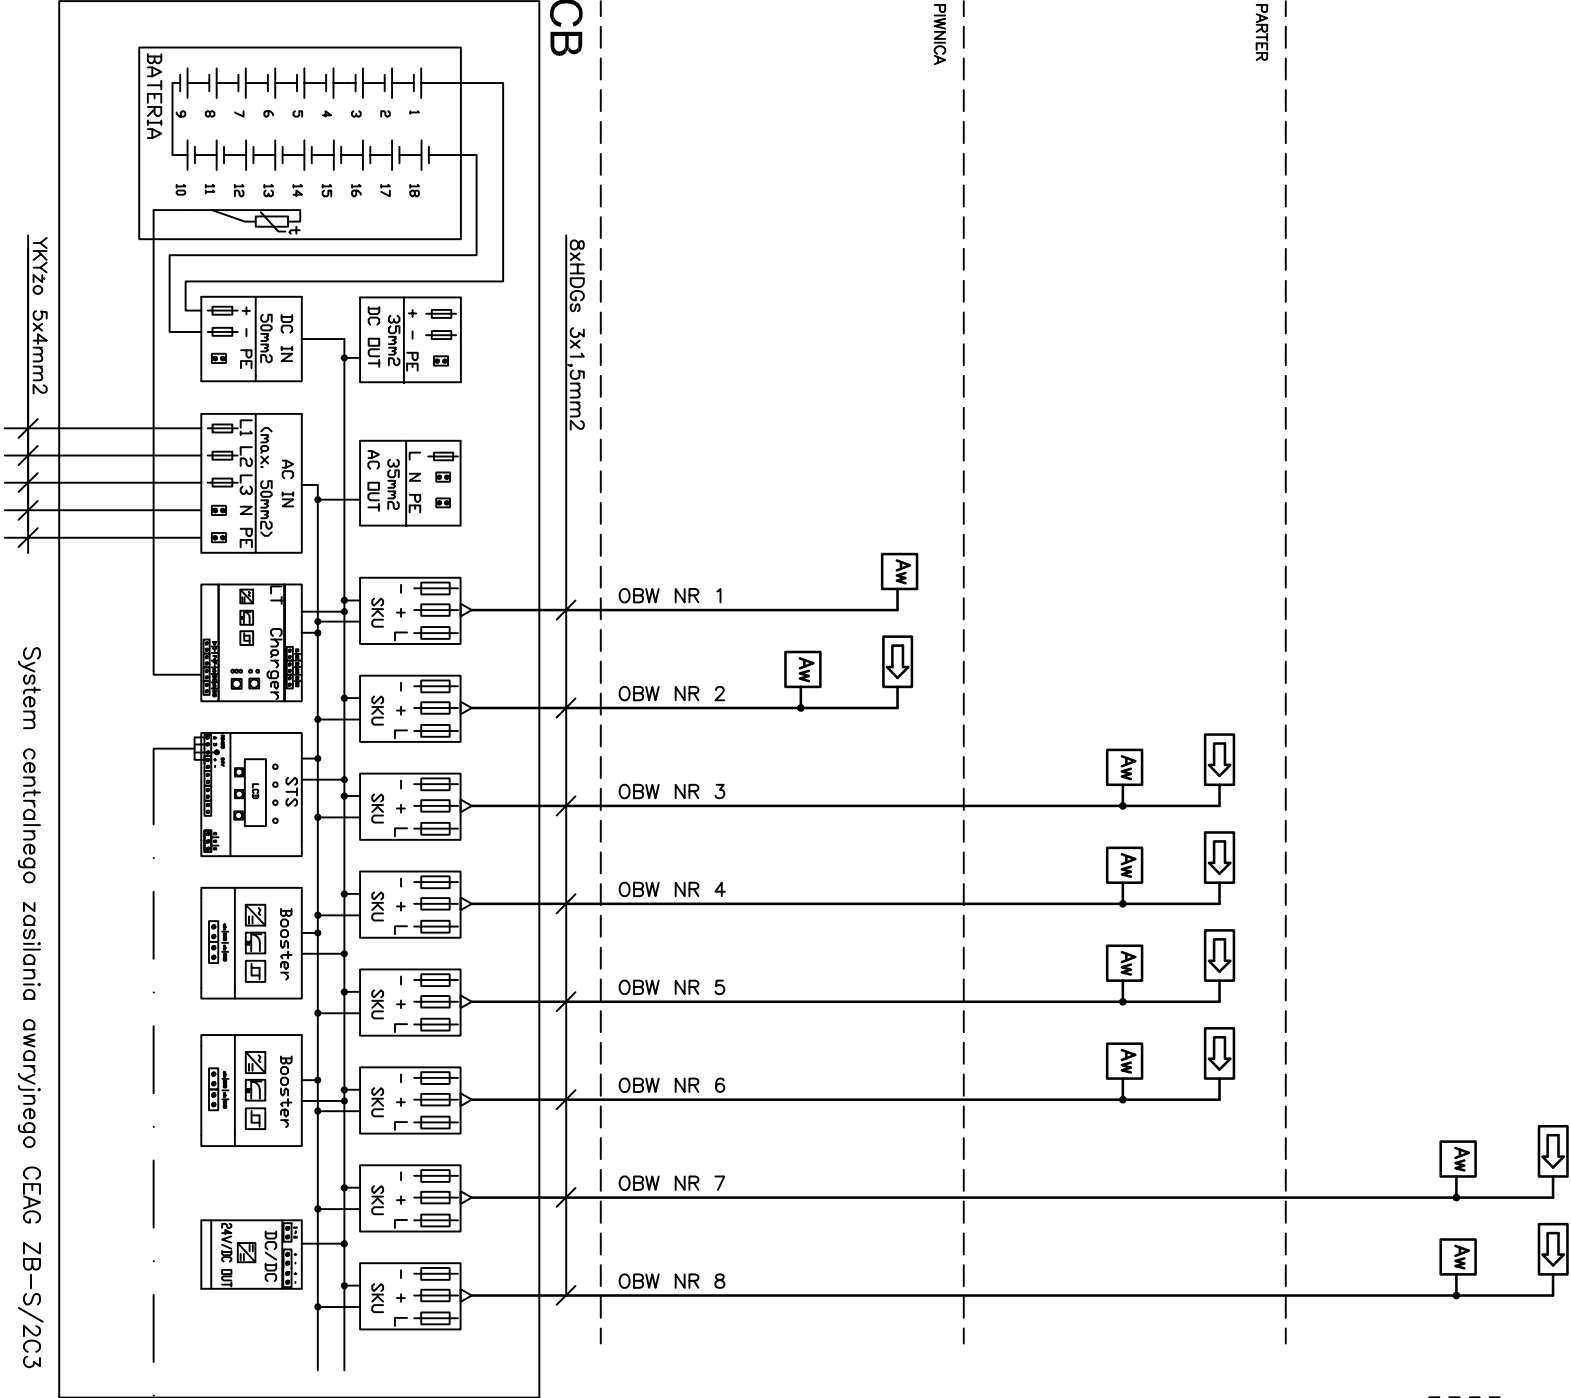 CB
PIWNICA
PARTER
BATERIA
1
2
3
4
5
6
7
8
9
18
17
16
15
14
13
12
11
10
t
YKYżo 5x4mm2
8xHDGs 3x1,5mm2
DC IN
50mm2
+ - PE
+ - PE
35mm2
DC OUT
AC IN
(max. 50mm2)
L1 L2 L3 N PE
L N PE
35mm2
AC OUT
LT Charger
STS
LCD
Booster
Booster
DC/DC
24V/DC OUT
- + L
SKU
OBW NR 1
Aw
- + L
SKU
OBW NR 2
Aw
- + L
SKU
OBW NR 3
Aw
- + L
SKU
OBW NR 4
Aw
- + L
SKU
OBW NR 5
Aw
- + L
SKU
OBW NR 6
Aw
- + L
SKU
OBW NR 7
Aw
- + L
SKU
OBW NR 8
Aw
System centralnego zasilania awaryjnego CEAG ZB-S/2C3